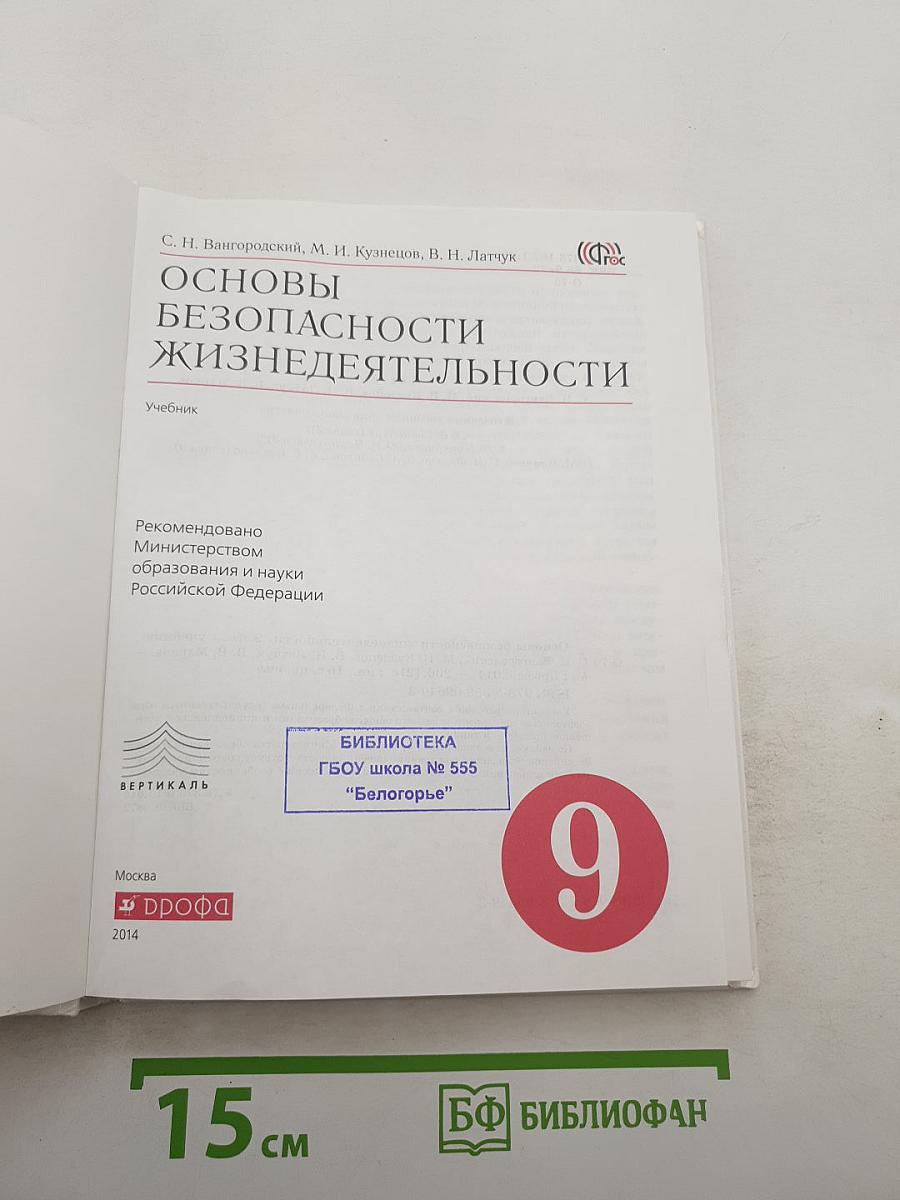 С. Н. Вангородский, М. И. Кузнецов, В. Н. Латчук
ФГОС
ОСНОВЫ
БЕЗОПАСНОСТИ
ЖИЗНЕДЕЯТЕЛЬНОСТИ
Учебник
Рекомендовано
Министерством
образования и науки
Российской Федерации
ВЕРТИКАЛЬ
БИБЛИОТЕКА
ГБОУ школа № 555
“Белогорье”
9
Москва
дрофа
2014
15 см
БФ БИБЛИОФАН